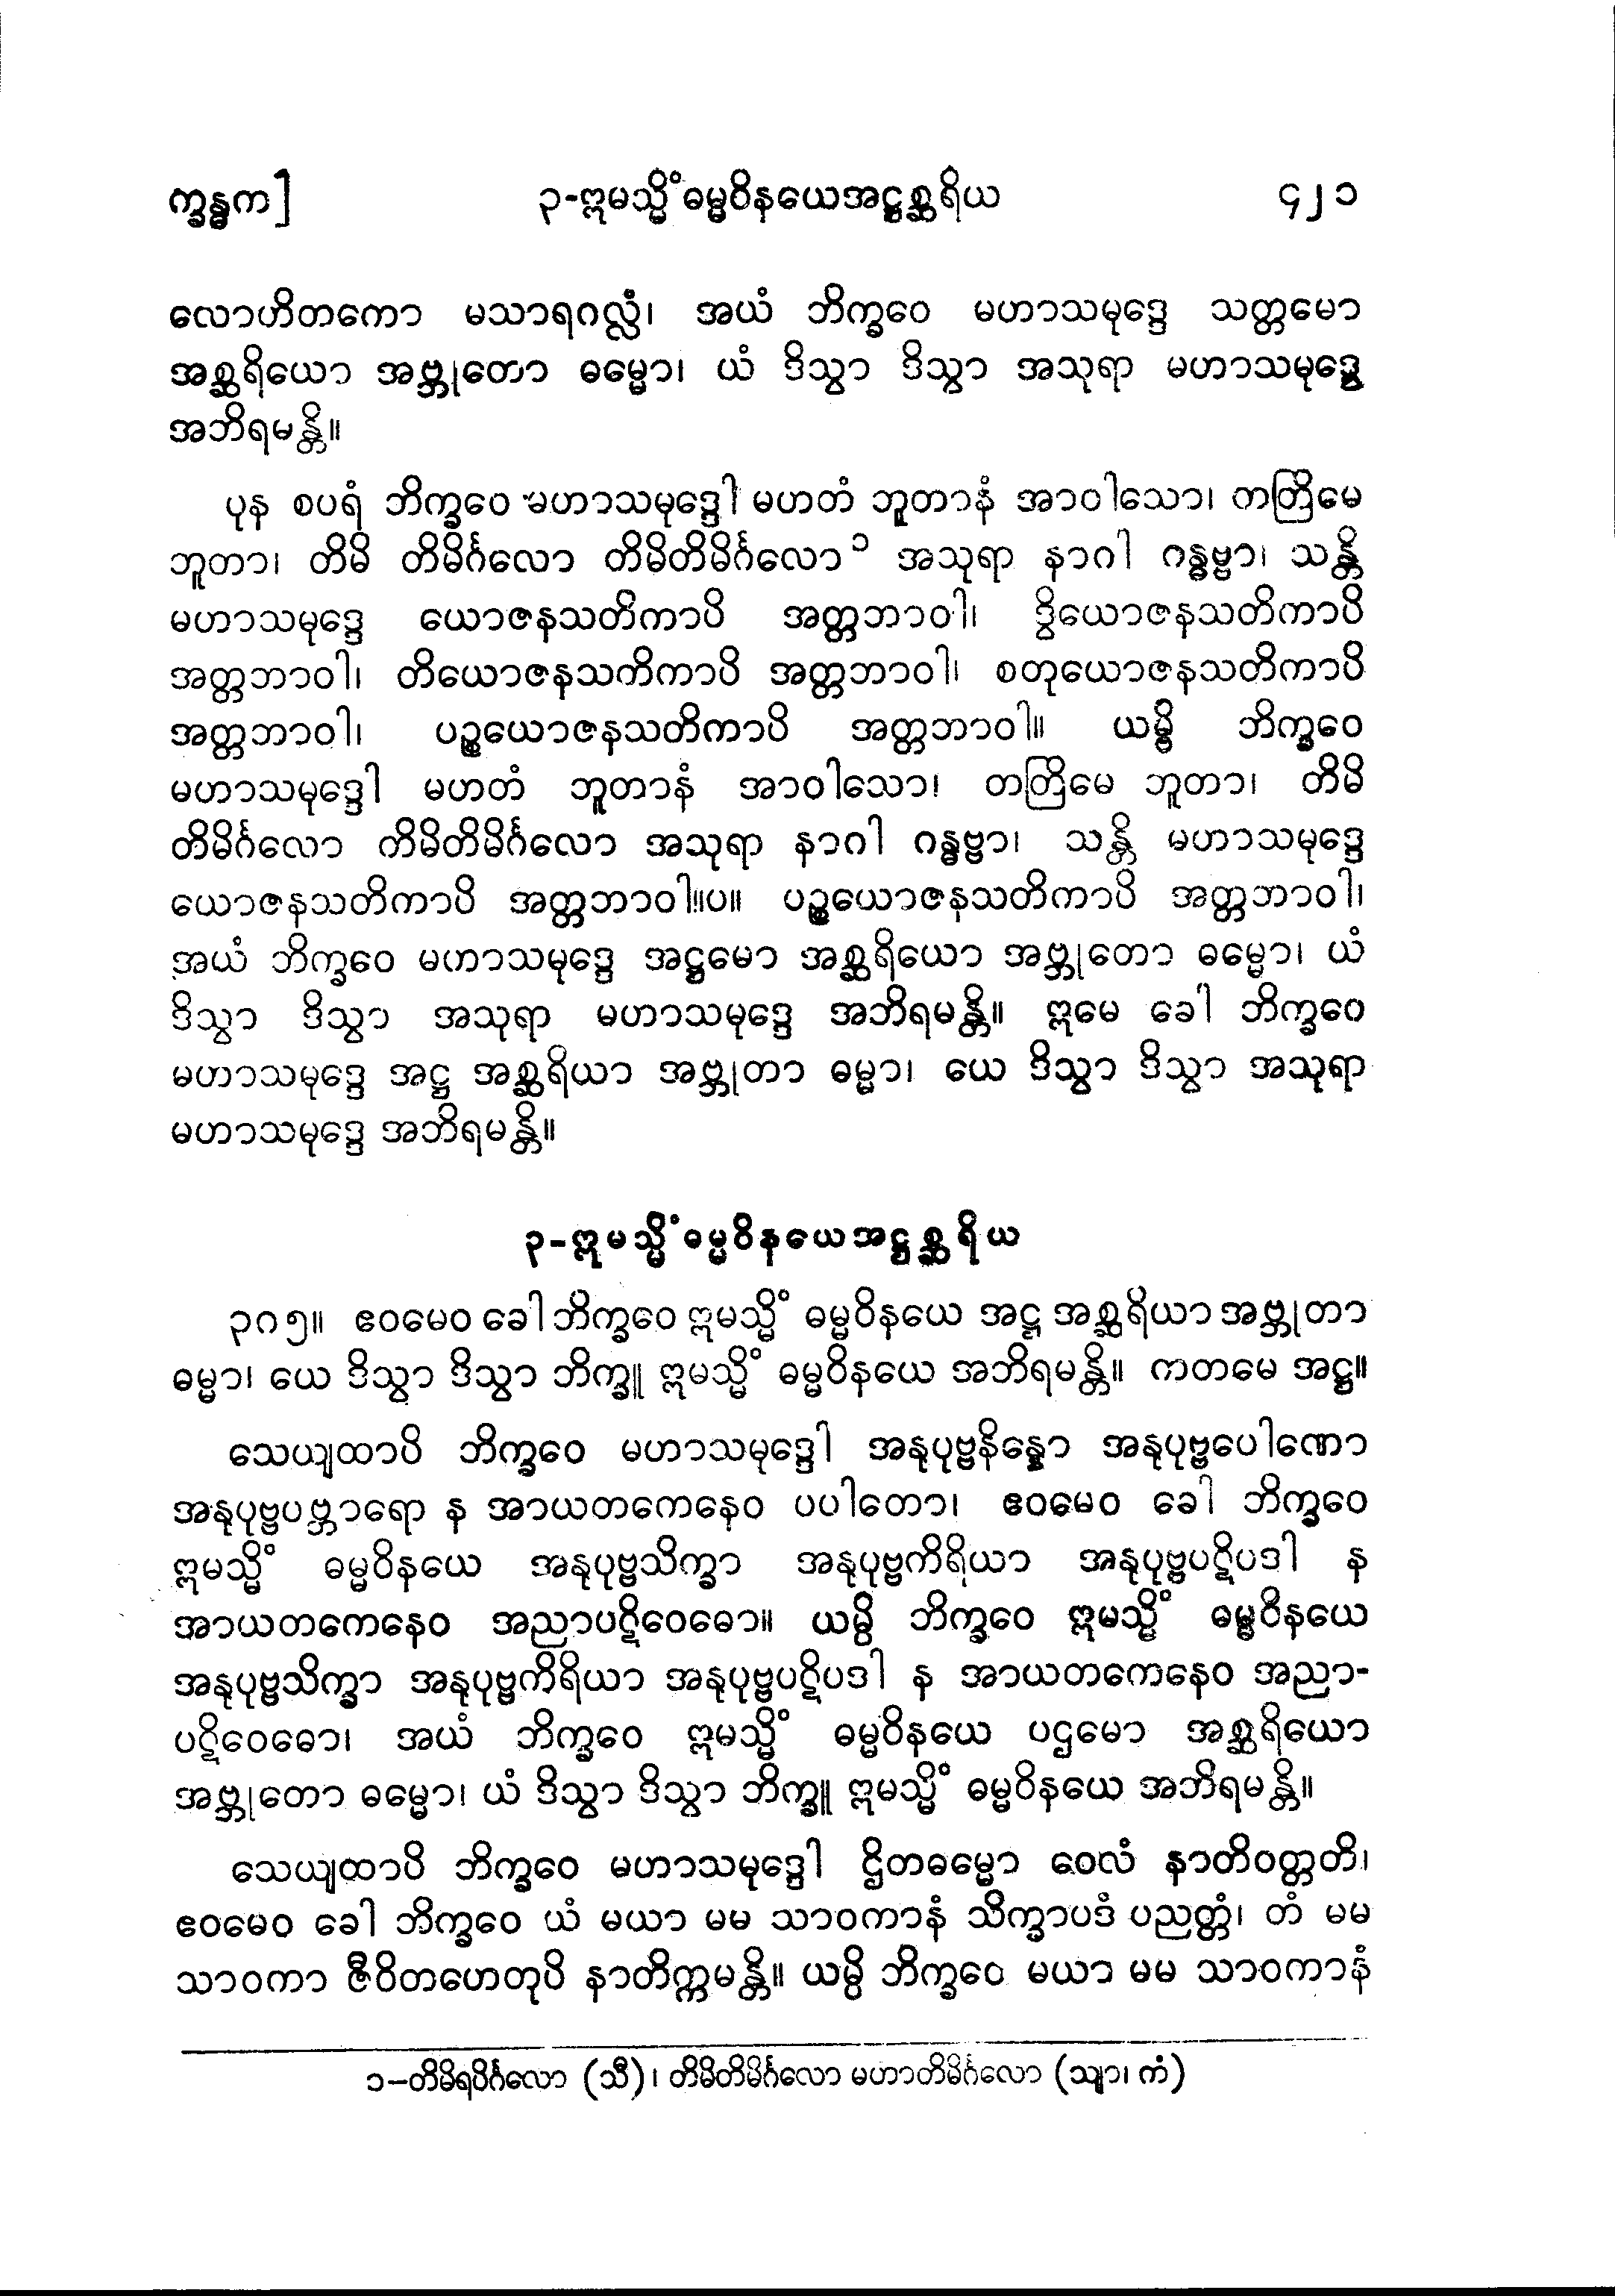 က္ခန္ဓက] ၃-ဣမသ္မိံဓမ္မဝိနယေအဋ္ဌစ္ဆရိယ ၄၂၁
လောဟိတကော မသာရဂလ္လံ၊ အယံ ဘိက္ခဝေ မဟာသမုဒ္ဒေ သတ္တမော
အစ္ဆရိယော အဗ္ဘုတော ဓမ္မော၊ ယံ ဒိသွာ ဒိသွာ အသုရာ မဟာသမုဒ္ဒေ
အဘိရမန္တိ။
ပုန စပရံ ဘိက္ခဝေ မဟာသမုဒ္ဒေါ မဟတံ ဘူတာနံ အာဝါသော၊ တတြိမေ
ဘူတာ၊ တိမိ တိမိင်္ဂလော တိမိတိမိင်္ဂလော ၁ အသုရာ နာဂါ ဂန္ဓဗ္ဗာ၊ သန္တိ
မဟာသမုဒ္ဒေ ယောဇနသတိကာပိ အတ္တဘာဝါ၊ ဒွိယောဇနသတိကာပိ
အတ္တဘာဝါ၊ တိယောဇနသတိကာပိ အတ္တဘာဝါ၊ စတုယောဇနသတိကာပိ
အတ္တဘာဝါ၊ ပဉ္စယောဇနသတိကာပိ အတ္တဘာဝါ။ ယမ္ပိ ဘိက္ခဝေ
မဟာသမုဒ္ဒေါ မဟတံ ဘူတာနံ အာဝါသော၊ တတြိမေ ဘူတာ၊ တိမိ
တိမိင်္ဂလော တိမိတိမိင်္ဂလော အသုရာ နာဂါ ဂန္ဓဗ္ဗာ၊ သန္တိ မဟာသမုဒ္ဒေ
ယောဇနသတိကာပိ အတ္တဘာဝါ။ပ။ ပဉ္စယောဇနသတိကာပိ အတ္တဘာဝါ၊
အယံ ဘိက္ခဝေ မဟာသမုဒ္ဒေ အဋ္ဌမော အစ္ဆရိယော အဗ္ဘုတော ဓမ္မော၊ ယံ
ဒိသွာ ဒိသွာ အသုရာ မဟာသမုဒ္ဒေ အဘိရမန္တိ။ ဣမေ ခေါ ဘိက္ခဝေ
မဟာသမုဒ္ဒေ အဋ္ဌ အစ္ဆရိယာ အဗ္ဘုတာ ဓမ္မာ၊ ယေ ဒိသွာ ဒိသွာ အသုရာ
မဟာသမုဒ္ဒေ အဘိရမန္တိ။
၃-ဣမသ္မိံဓမ္မဝိနယေအဋ္ဌစ္ဆရိယ
၃၈၅။ ဧဝမေဝ ခေါ ဘိက္ခဝေ ဣမသ္မိံ ဓမ္မဝိနယေ အဋ္ဌ အစ္ဆရိယာ အဗ္ဘုတာ
ဓမ္မာ၊ ယေ ဒိသွာ ဒိသွာ ဘိက္ခူ ဣမသ္မိံ ဓမ္မဝိနယေ အဘိရမန္တိ။ ကတမေ အဋ္ဌ။
သေယျထာပိ ဘိက္ခဝေ မဟာသမုဒ္ဒေါ အနုပုဗ္ဗနိန္နော အနုပုဗ္ဗပေါဏော
အနုပုဗ္ဗပဗ္ဘာရော န အာယတကေနေဝ ပပါတော၊ ဧဝမေဝ ခေါ ဘိက္ခဝေ
ဣမသ္မိံ ဓမ္မဝိနယေ အနုပုဗ္ဗသိက္ခာ အနုပုဗ္ဗကိရိယာ အနုပုဗ္ဗပဋိပဒါ န
အာယတကေနေဝ အညာပဋိဝေဓော။ ယမ္ပိ ဘိက္ခဝေ ဣမသ္မိံ ဓမ္မဝိနယေ
အနုပုဗ္ဗသိက္ခာ အနုပုဗ္ဗကိရိယာ အနုပုဗ္ဗပဋိပဒါ န အာယတကေနေဝ အညာ-
ပဋိဝေဓော၊ အယံ ဘိက္ခဝေ ဣမသ္မိံ ဓမ္မဝိနယေ ပဌမော အစ္ဆရိယော
အဗ္ဘုတော ဓမ္မော၊ ယံ ဒိသွာ ဒိသွာ ဘိက္ခူ ဣမသ္မိံ ဓမ္မဝိနယေ အဘိရမန္တိ။
သေယျထာပိ ဘိက္ခဝေ မဟာသမုဒ္ဒေါ ဌိတဓမ္မော ဝေလံ နာတိဝတ္တတိ၊
ဧဝမေဝ ခေါ ဘိက္ခဝေ ယံ မယာ မမ သာဝကာနံ သိက္ခာပဒံ ပညတ္တံ၊ တံ မမ
သာဝကာ ဇီဝိတဟေတုပိ နာတိက္ကမန္တိ။ ယမ္ပိ ဘိက္ခဝေ မယာ မမ သာဝကာနံ
၁-တိမိရပိင်္ဂလော (သီ)၊ တိမိတိမိင်္ဂလော မဟာတိမိင်္ဂလော (သျာ၊ ကံ)